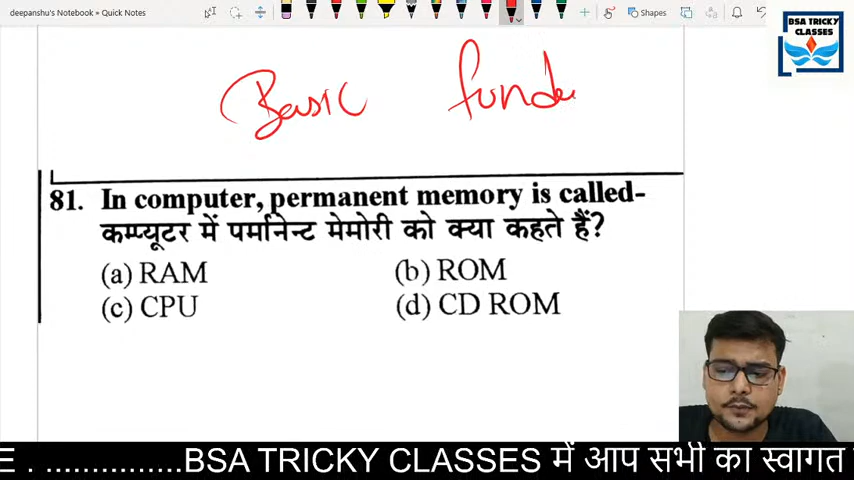 deepanshu's Notebook » Quick Notes
Shapes
BSA TRICKY
CLASSES
Basic funda
81. In computer, permanent memory is called-
कम्प्यूटर में पर्मानेन्ट मेमोरी को क्या कहते हैं?
(a) RAM (b) ROM
(c) CPU (d) CD ROM
E . ...............BSA TRICKY CLASSES में आप सभी का स्वागत